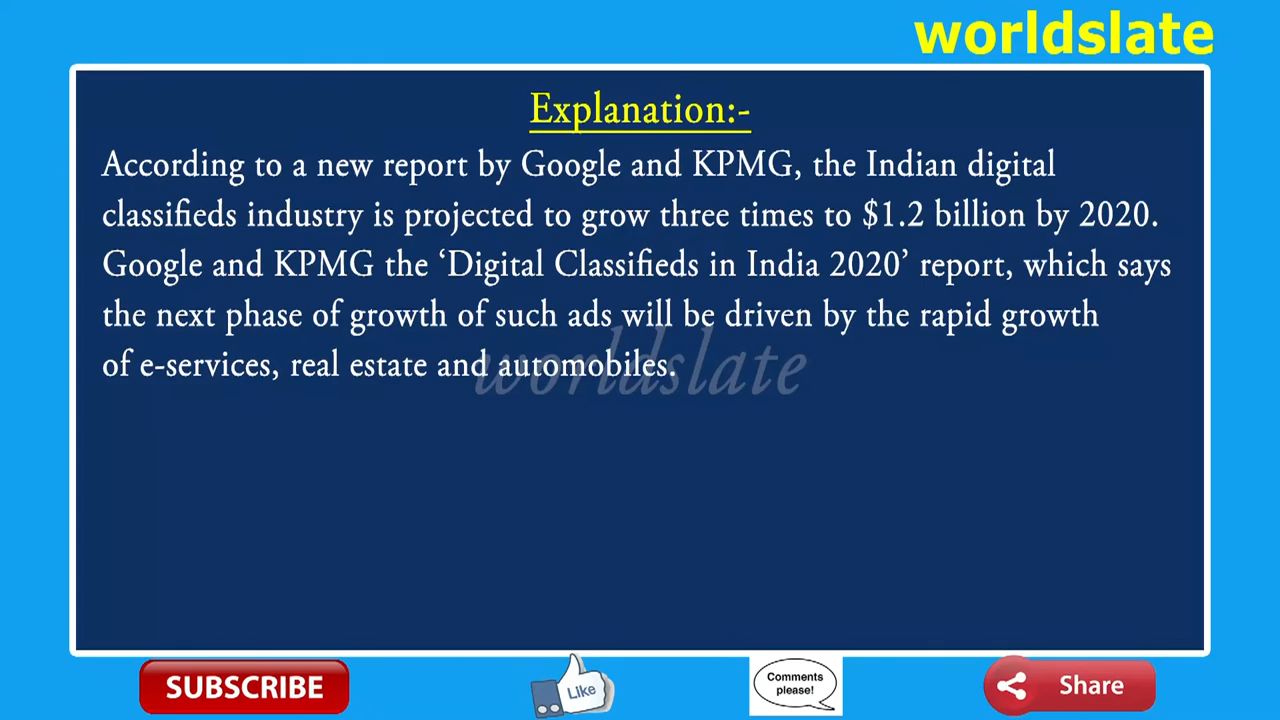 worldslate
Explanation:-
According to a new report by Google and KPMG, the Indian digital
classifieds industry is projected to grow three times to $1.2 billion by 2020.
Google and KPMG the ‘Digital Classifieds in India 2020’ report, which says
the next phase of growth of such ads will be driven by the rapid growth
of e-services, real estate and automobiles.
worldslate
SUBSCRIBE
Like
Comments
please!
Share